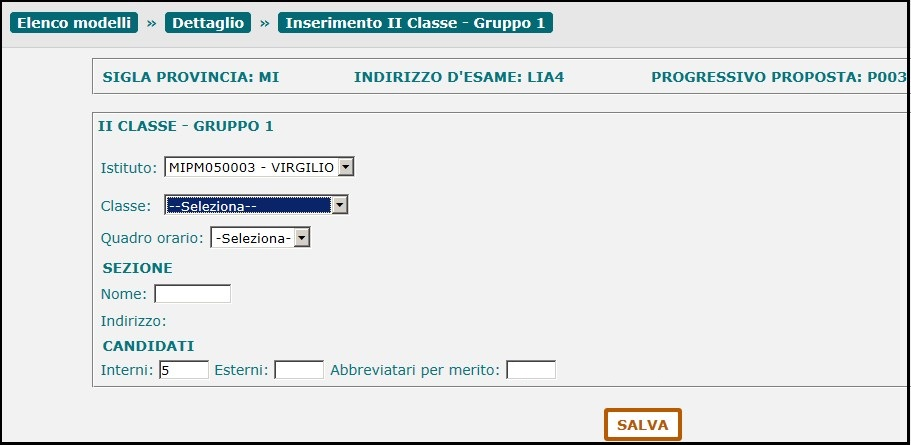 Elenco modelli » Dettaglio » Inserimento II Classe - Gruppo 1
SIGLA PROVINCIA: MI INDIRIZZO D'ESAME: LIA4 PROGRESSIVO PROPOSTA: P003
II CLASSE - GRUPPO 1
Istituto: MIPM050003 - VIRGILIO
Classe: --Seleziona--
Quadro orario: -Seleziona-
SEZIONE
Nome:
Indirizzo:
CANDIDATI
Interni: 5 Esterni: Abbreviatari per merito:
SALVA